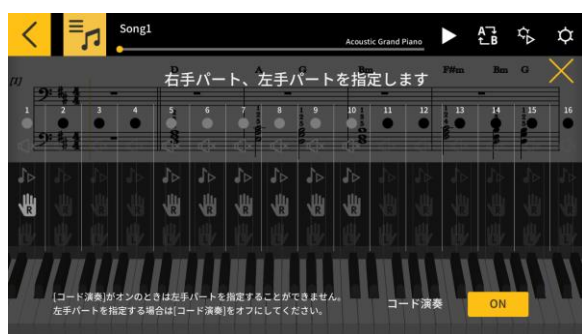 Song1
Acoustic Grand Piano
A B
[1]
D A G Bm F#m Bm G
右手パート、左手パートを指定します
1 2 3 4 5 6 7 8 9 10 11 12 13 14 15 16
R R R R R R R
[コード演奏]がオンのときは左手パートを指定することができません。
左手パートを指定する場合は[コード演奏]をオフにしてください。
コード演奏 ON